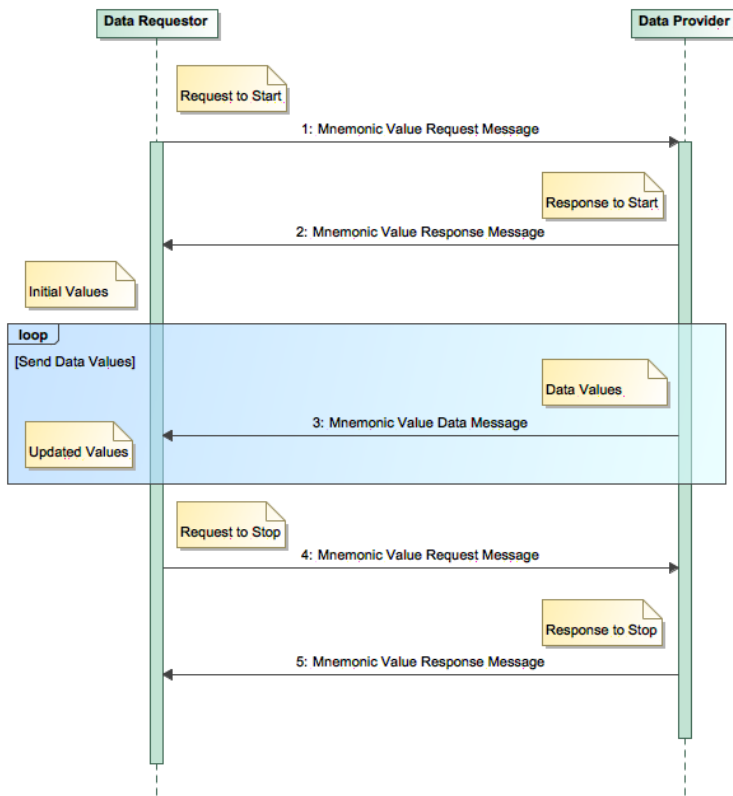 Data Requestor
Data Provider
Request to Start
1: Mnemonic Value Request Message
Response to Start
2: Mnemonic Value Response Message
Initial Values
loop
[Send Data Values]
Data Values
3: Mnemonic Value Data Message
Updated Values
Request to Stop
4: Mnemonic Value Request Message
Response to Stop
5: Mnemonic Value Response Message